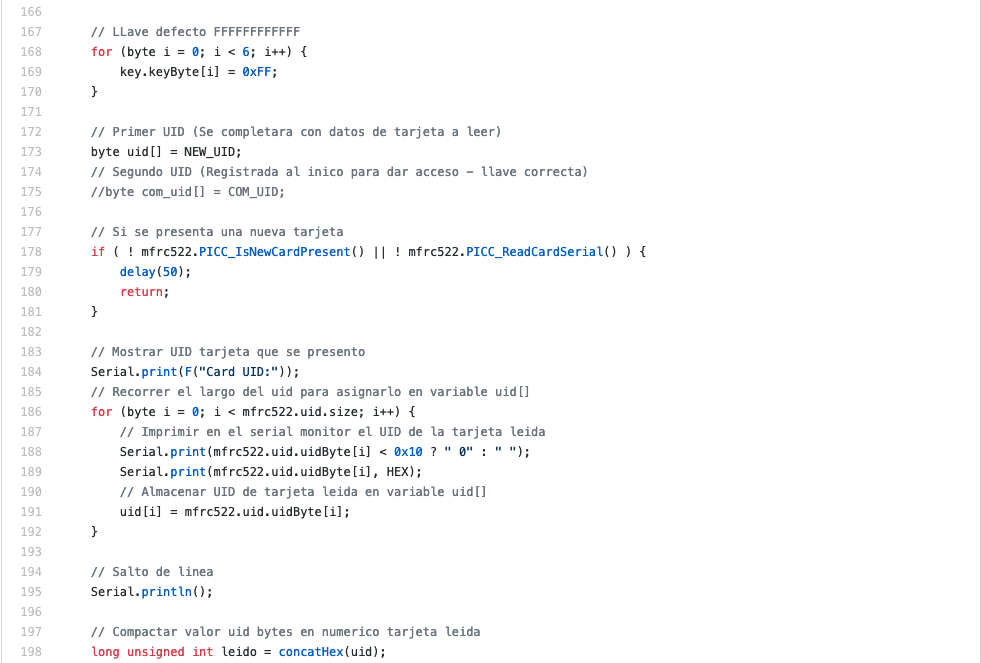 166
167 // LLave defecto FFFFFFFFFFFF
168 for (byte i = 0; i < 6; i++) {
169 key.keyByte[i] = 0xFF;
170 }
171
172 // Primer UID (Se completara con datos de tarjeta a leer)
173 byte uid[] = NEW_UID;
174 // Segundo UID (Registrada al inico para dar acceso – llave correcta)
175 //byte com_uid[] = COM_UID;
176
177 // Si se presenta una nueva tarjeta
178 if ( ! mfrc522.PICC_IsNewCardPresent() || ! mfrc522.PICC_ReadCardSerial() ) {
179 delay(50);
180 return;
181 }
182
183 // Mostrar UID tarjeta que se presento
184 Serial.print(F("Card UID:"));
185 // Recorrer el largo del uid para asignarlo en variable uid[]
186 for (byte i = 0; i < mfrc522.uid.size; i++) {
187 // Imprimir en el serial monitor el UID de la tarjeta leida
188 Serial.print(mfrc522.uid.uidByte[i] < 0x10 ? " 0" : " ");
189 Serial.print(mfrc522.uid.uidByte[i], HEX);
190 // Almacenar UID de tarjeta leida en variable uid[]
191 uid[i] = mfrc522.uid.uidByte[i];
192 }
193
194 // Salto de linea
195 Serial.println();
196
197 // Compactar valor uid bytes en numerico tarjeta leida
198 long unsigned int leido = concatHex(uid);